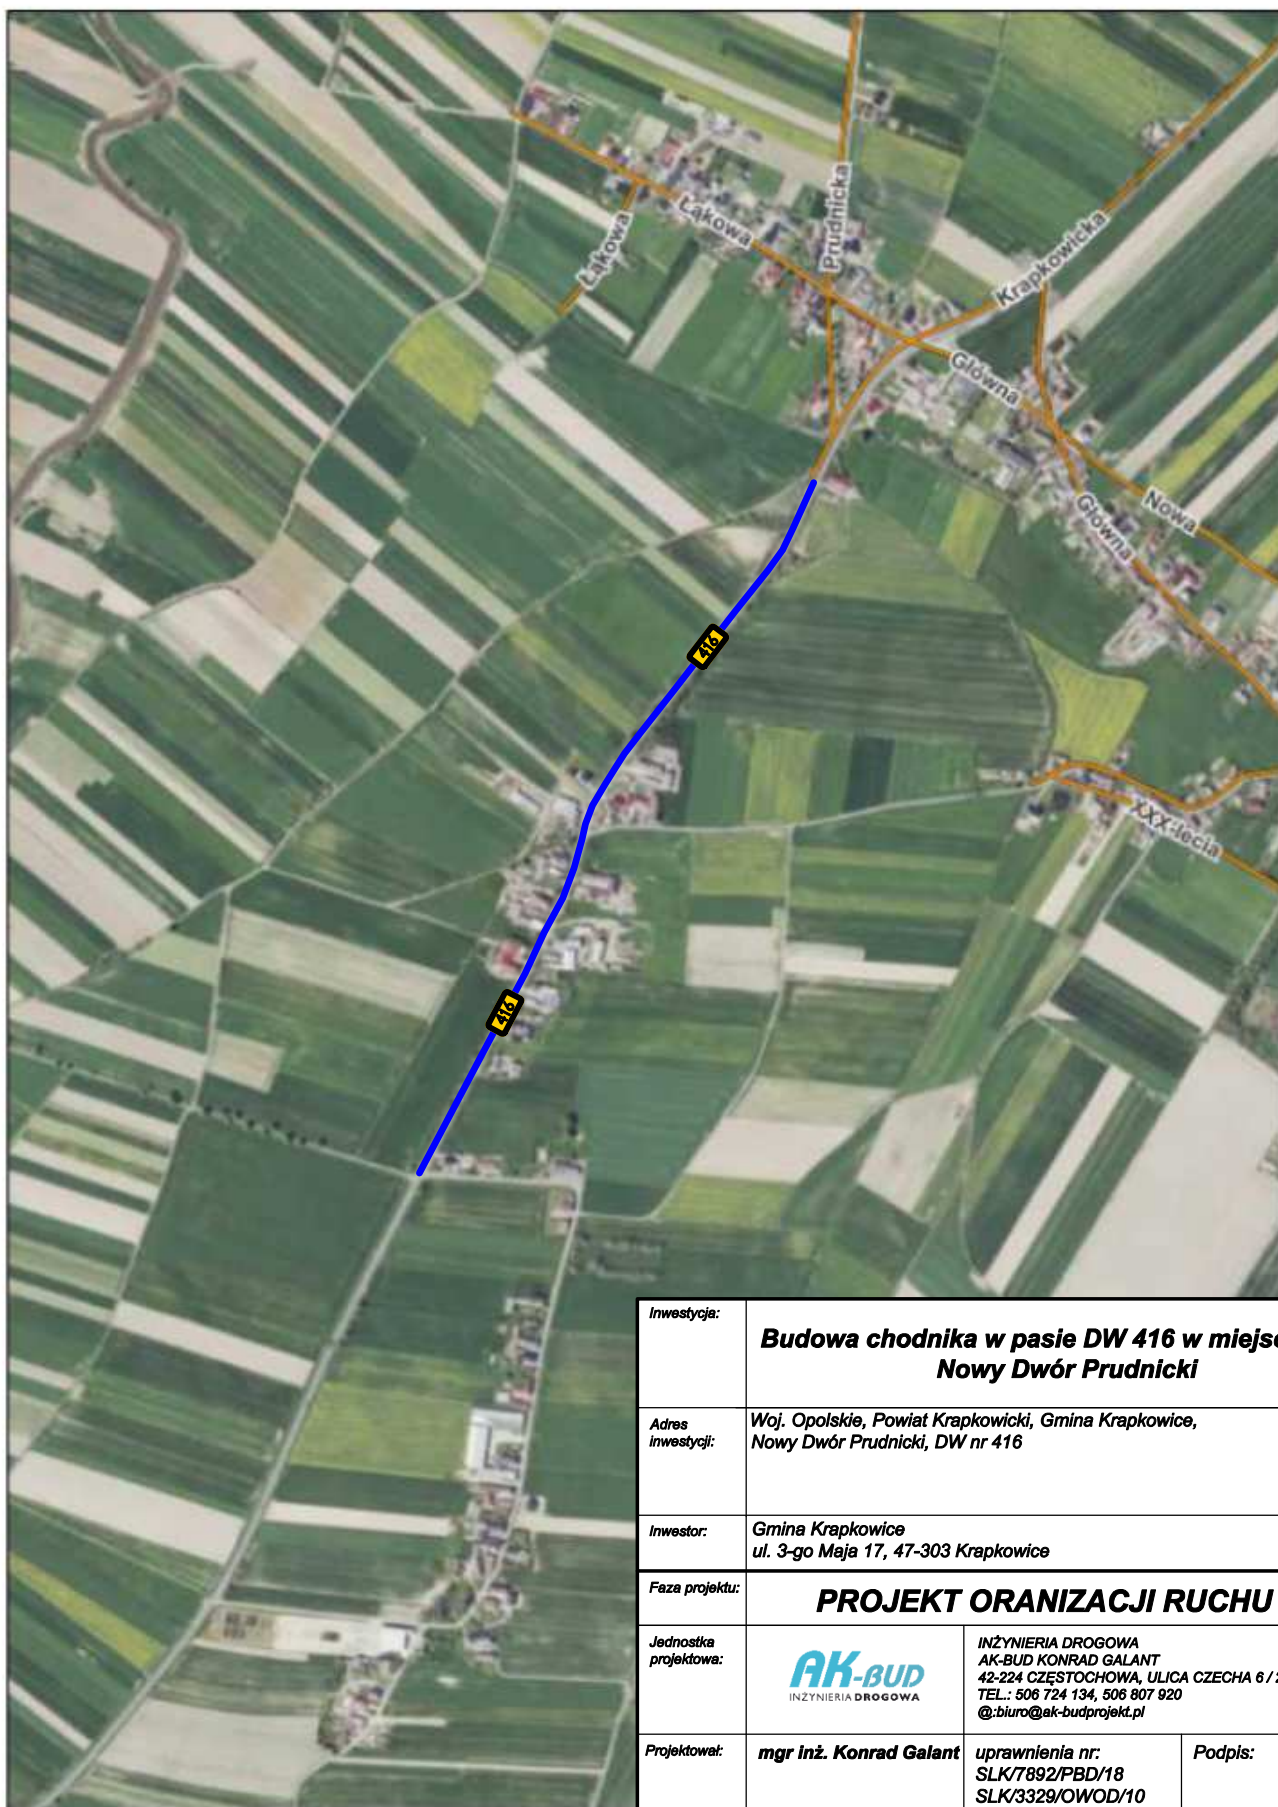 Łąkowa
Prudnicka
Łąkowa
Krapkowicka
Główna
Nowa
Główna
416
XXX-lecia
416
Inwestycja:
Budowa chodnika w pasie DW 416 w miejs
Nowy Dwór Prudnicki
Adres
inwestycji:
Woj. Opolskie, Powiat Krapkowicki, Gmina Krapkowice,
Nowy Dwór Prudnicki, DW nr 416
Inwestor:
Gmina Krapkowice
ul. 3-go Maja 17, 47-303 Krapkowice
Faza projektu:
PROJEKT ORANIZACJI RUCHU
Jednostka
projektowa:
AK-BUD
INŻYNIERIA DROGOWA
INŻYNIERIA DROGOWA
AK-BUD KONRAD GALANT
42-224 CZĘSTOCHOWA, ULICA CZECHA 6 /
TEL.: 506 724 134, 506 807 920
@:biuro@ak-budprojekt.pl
Projektował:
mgr inż. Konrad Galant
uprawnienia nr:
SLK/7892/PBD/18
SLK/3329/OWOD/10
Podpis: